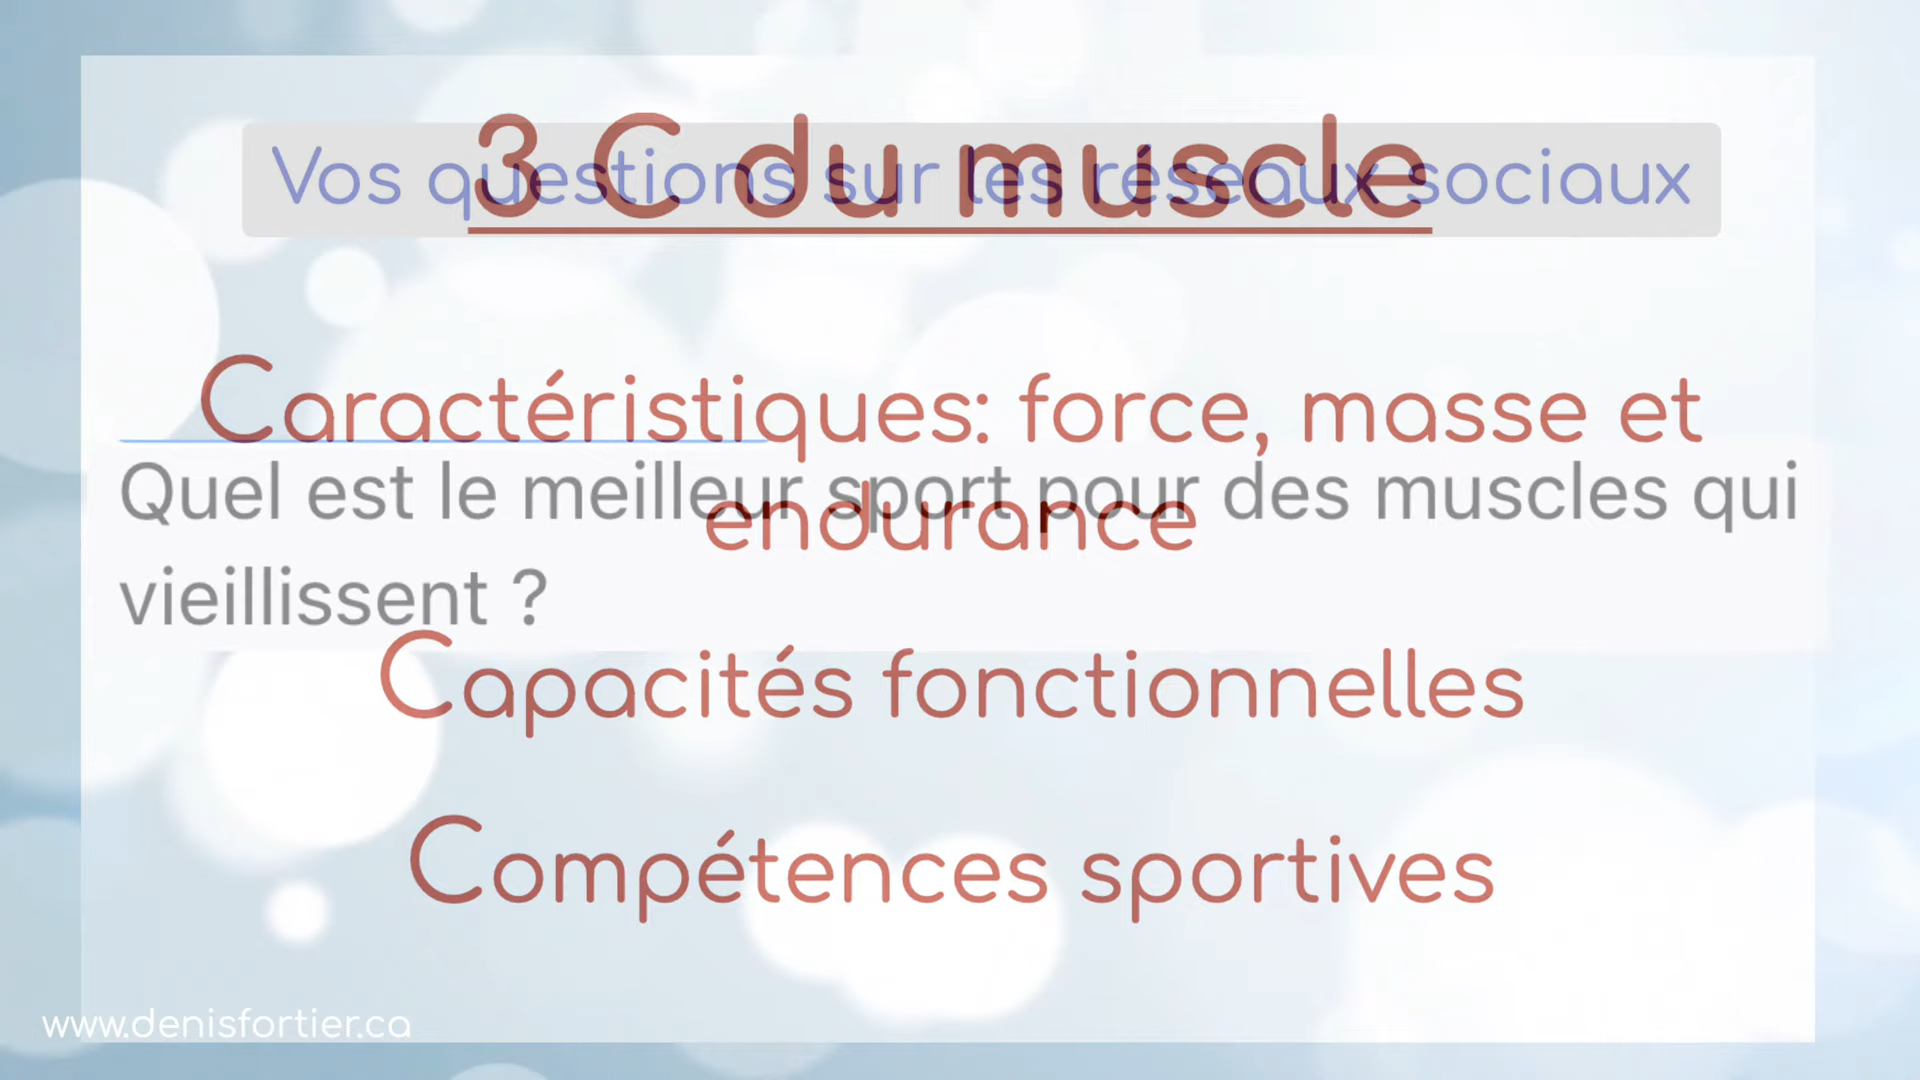 3 C du muscle
Vos questions sur les réseaux sociaux
Caractéristiques: force, masse et
endurance
Quel est le meilleur sport pour des muscles qui
vieillissent ?
Capacités fonctionnelles
Compétences sportives
www.denisfortier.ca